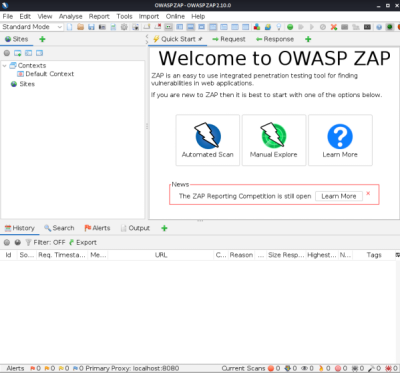 OWASP ZAP - OWASP ZAP 2.10.0
File Edit View Analyse Report Tools Import Online Help
Standard Mode
Sites
Quick Start Request Response
Contexts
Default Context
Sites
Welcome to OWASP ZAP
ZAP is an easy to use integrated penetration testing tool for finding
vulnerabilities in web applications.
If you are new to ZAP then it is best to start with one of the options below.
Automated Scan Manual Explore Learn More
News
The ZAP Reporting Competition is still open Learn More
History Search Alerts Output
Filter: OFF Export
Id So... Req. Timesta... Me... URL C... Reason ... Size Resp... Highest... N... Tags
Alerts 0 0 0 0 Primary Proxy: localhost:8080 Current Scans 0 0 0 0 0 0 0 0